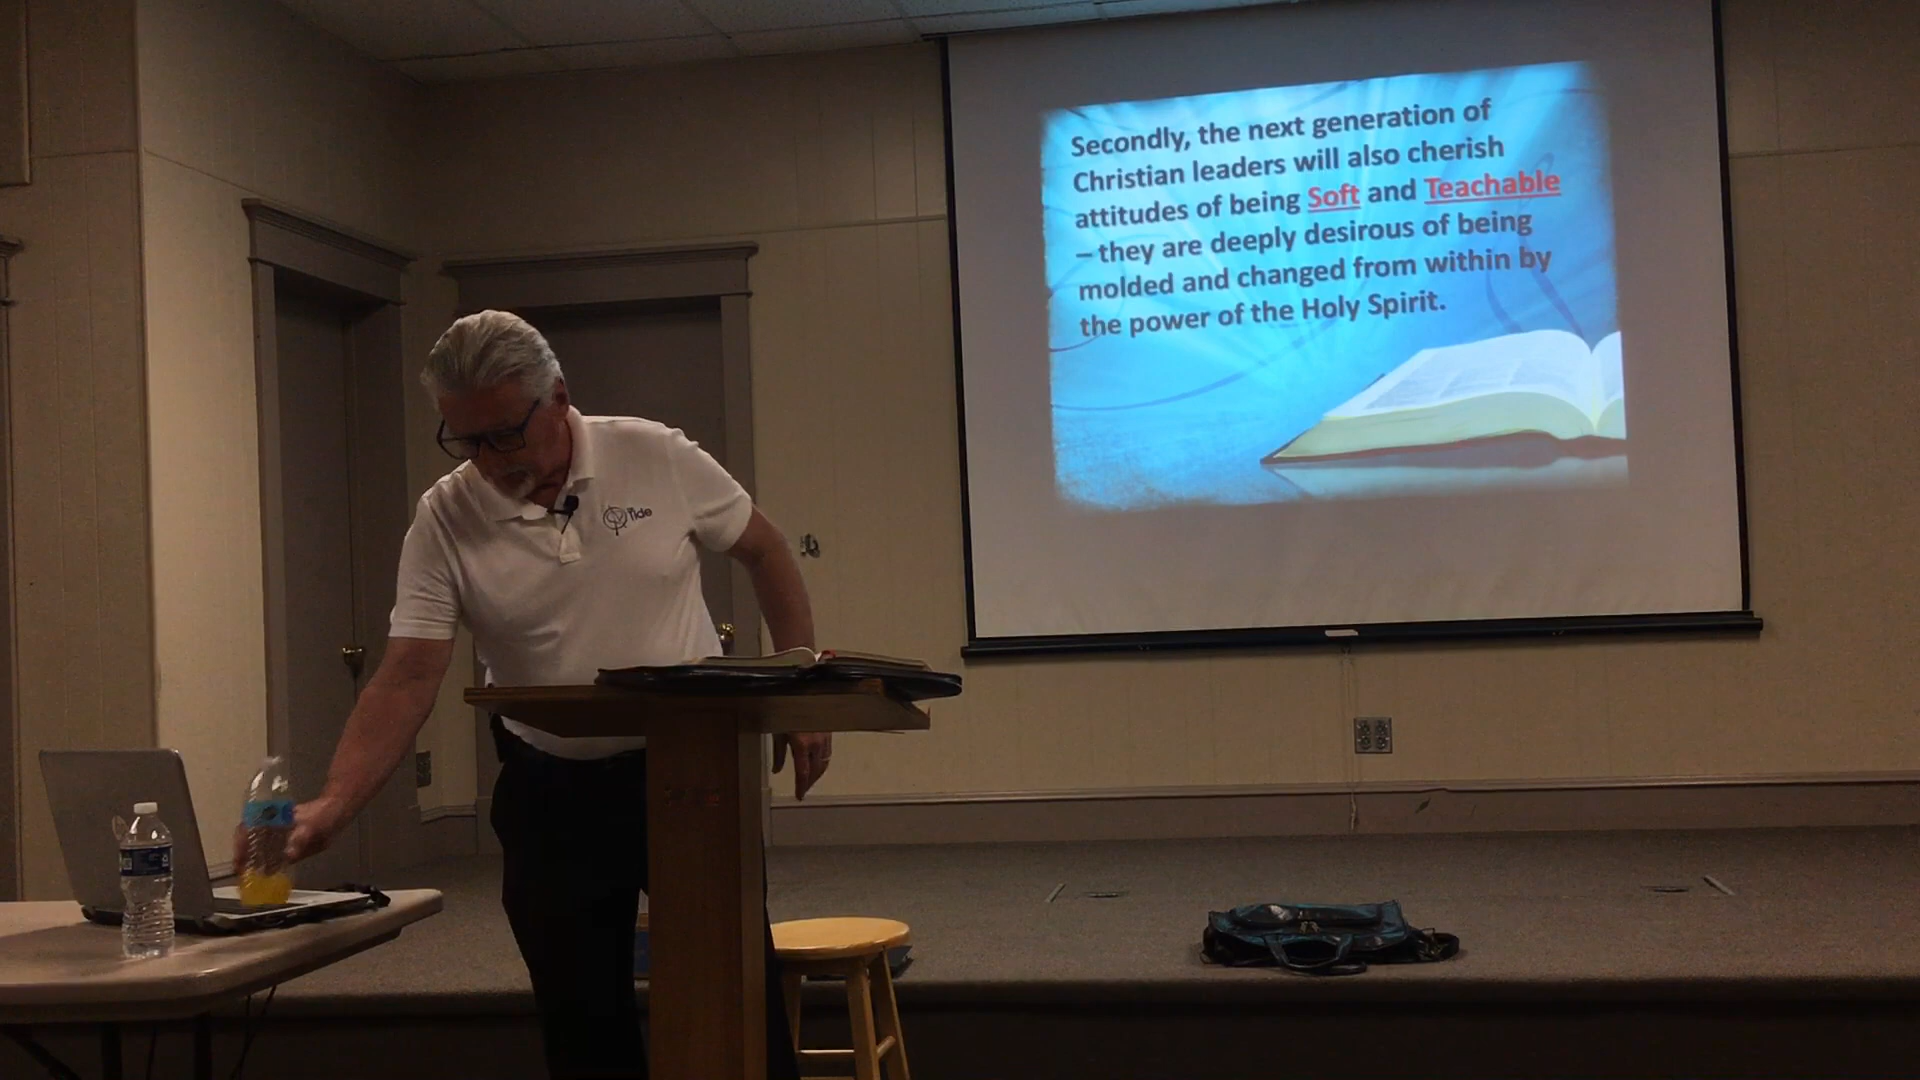 Secondly, the next generation of
Christian leaders will also cherish
attitudes of being Soft and Teachable
– they are deeply desirous of being
molded and changed from within by
the power of the Holy Spirit.
Tide